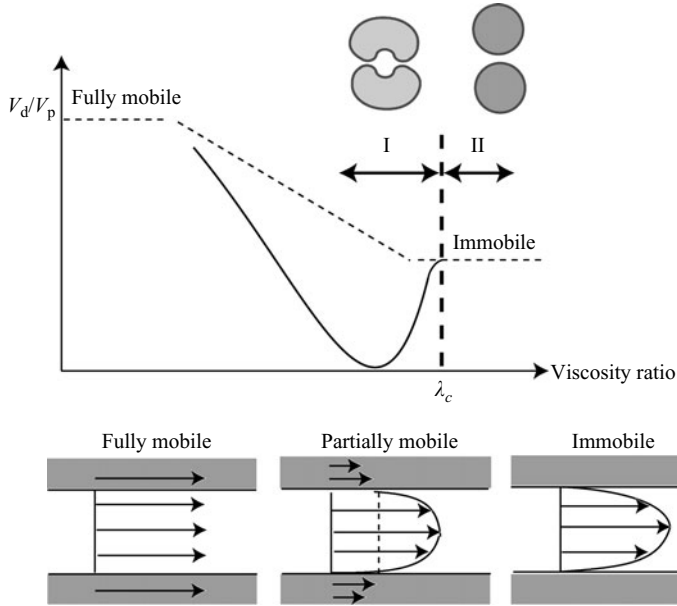 V_d/V_p
Fully mobile
I
II
Immobile
Viscosity ratio
λ_c
Fully mobile
Partially mobile
Immobile